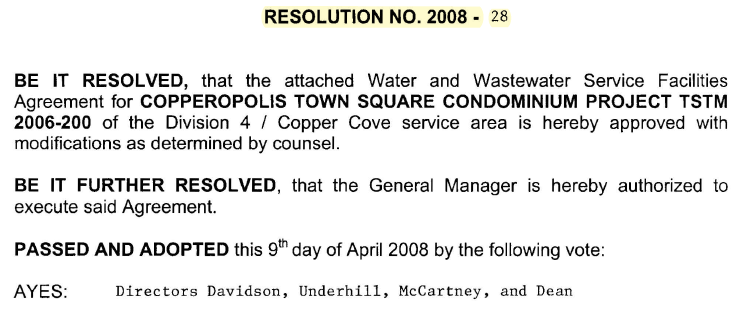 RESOLUTION NO. 2008 - 28
BE IT RESOLVED, that the attached Water and Wastewater Service Facilities
Agreement for COPPEROPOLIS TOWN SQUARE CONDOMINIUM PROJECT TSTM
2006-200 of the Division 4 / Copper Cove service area is hereby approved with
modifications as determined by counsel.
BE IT FURTHER RESOLVED, that the General Manager is hereby authorized to
execute said Agreement.
PASSED AND ADOPTED this 9th day of April 2008 by the following vote:
AYES: Directors Davidson, Underhill, McCartney, and Dean